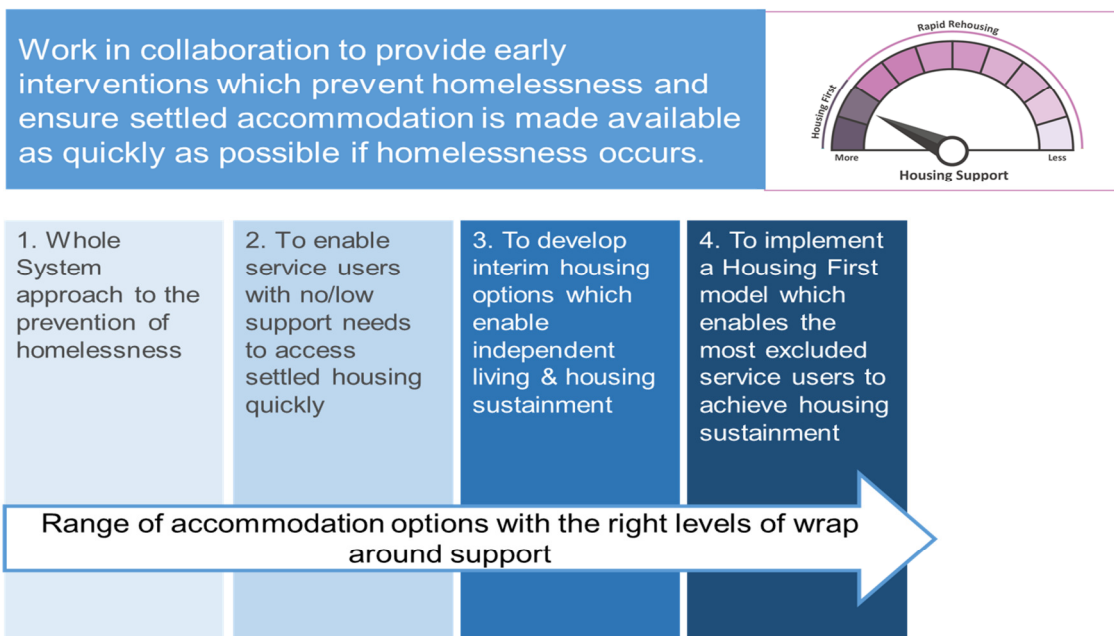 Work in collaboration to provide early
interventions which prevent homelessness and
ensure settled accommodation is made available
as quickly as possible if homelessness occurs.
Rapid Rehousing
Housing First
More
Less
Housing Support
1. Whole
System
approach to the
prevention of
homelessness
2. To enable
service users
with no/low
support needs
to access
settled housing
quickly
3. To develop
interim housing
options which
enable
independent
living & housing
sustainment
4. To implement
a Housing First
model which
enables the
most excluded
service users to
achieve housing
sustainment
Range of accommodation options with the right levels of wrap
around support